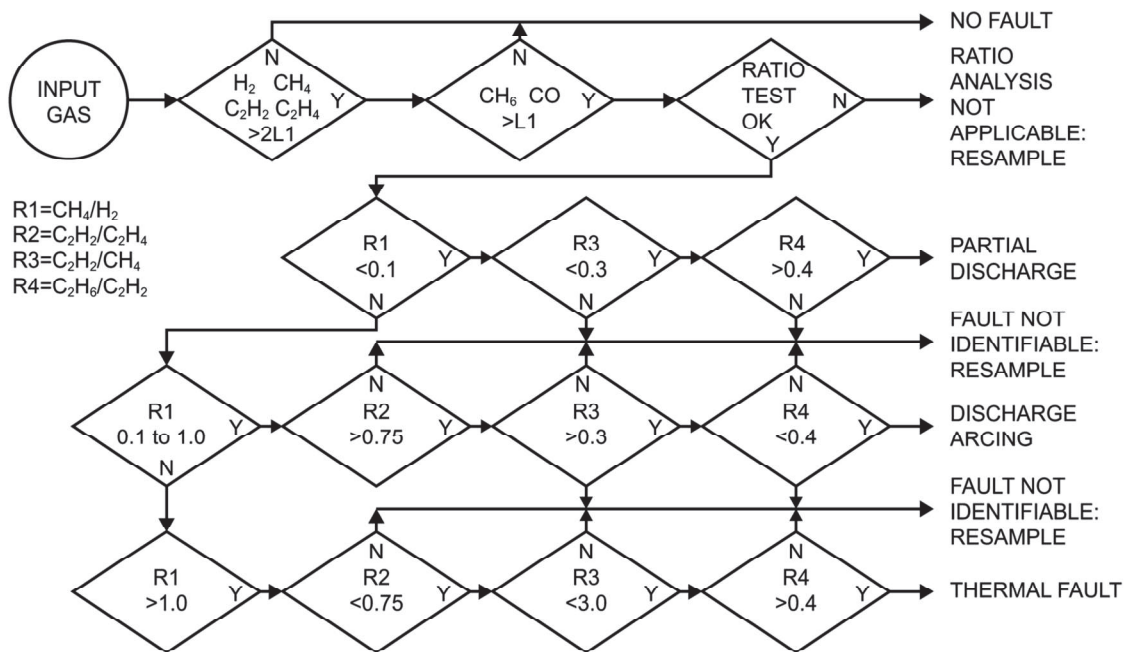 INPUT
GAS
N
H₂ CH₄
C₂H₂ C₂H₄
>2L1
Y
N
CH₆ CO
>L1
Y
RATIO
TEST
OK
N
Y
NO FAULT
RATIO
ANALYSIS
NOT
APPLICABLE:
RESAMPLE
R1=CH₄/H₂
R2=C₂H₂/C₂H₄
R3=C₂H₂/CH₄
R4=C₂H₆/C₂H₂
R1
<0.1
Y
N
R3
<0.3
Y
N
R4
>0.4
Y
N
PARTIAL
DISCHARGE
FAULT NOT
IDENTIFIABLE:
RESAMPLE
R1
0.1 to 1.0
Y
N
N
R2
>0.75
Y
N
R3
>0.3
Y
N
R4
<0.4
Y
DISCHARGE
ARCING
FAULT NOT
IDENTIFIABLE:
RESAMPLE
R1
>1.0
Y
N
R2
<0.75
Y
N
R3
<3.0
Y
N
R4
>0.4
Y
THERMAL FAULT